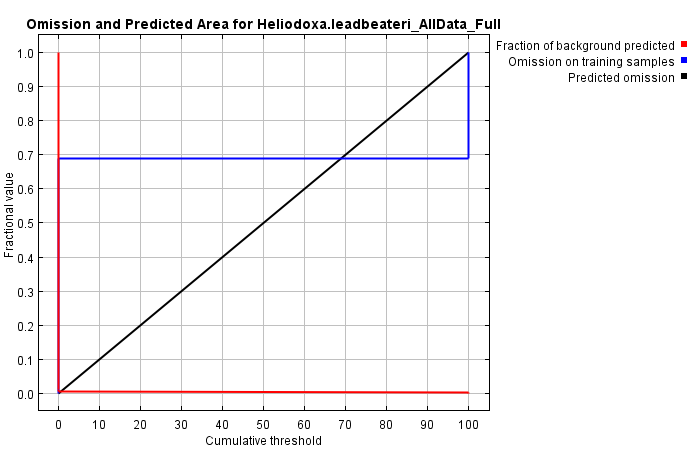 Omission and Predicted Area for Heliodoxa.leadbeateri_AllData_Full
Fraction of background predicted
Omission on training samples
Predicted omission
Fractional value
1.0
0.9
0.8
0.7
0.6
0.5
0.4
0.3
0.2
0.1
0.0
0 10 20 30 40 50 60 70 80 90 100
Cumulative threshold